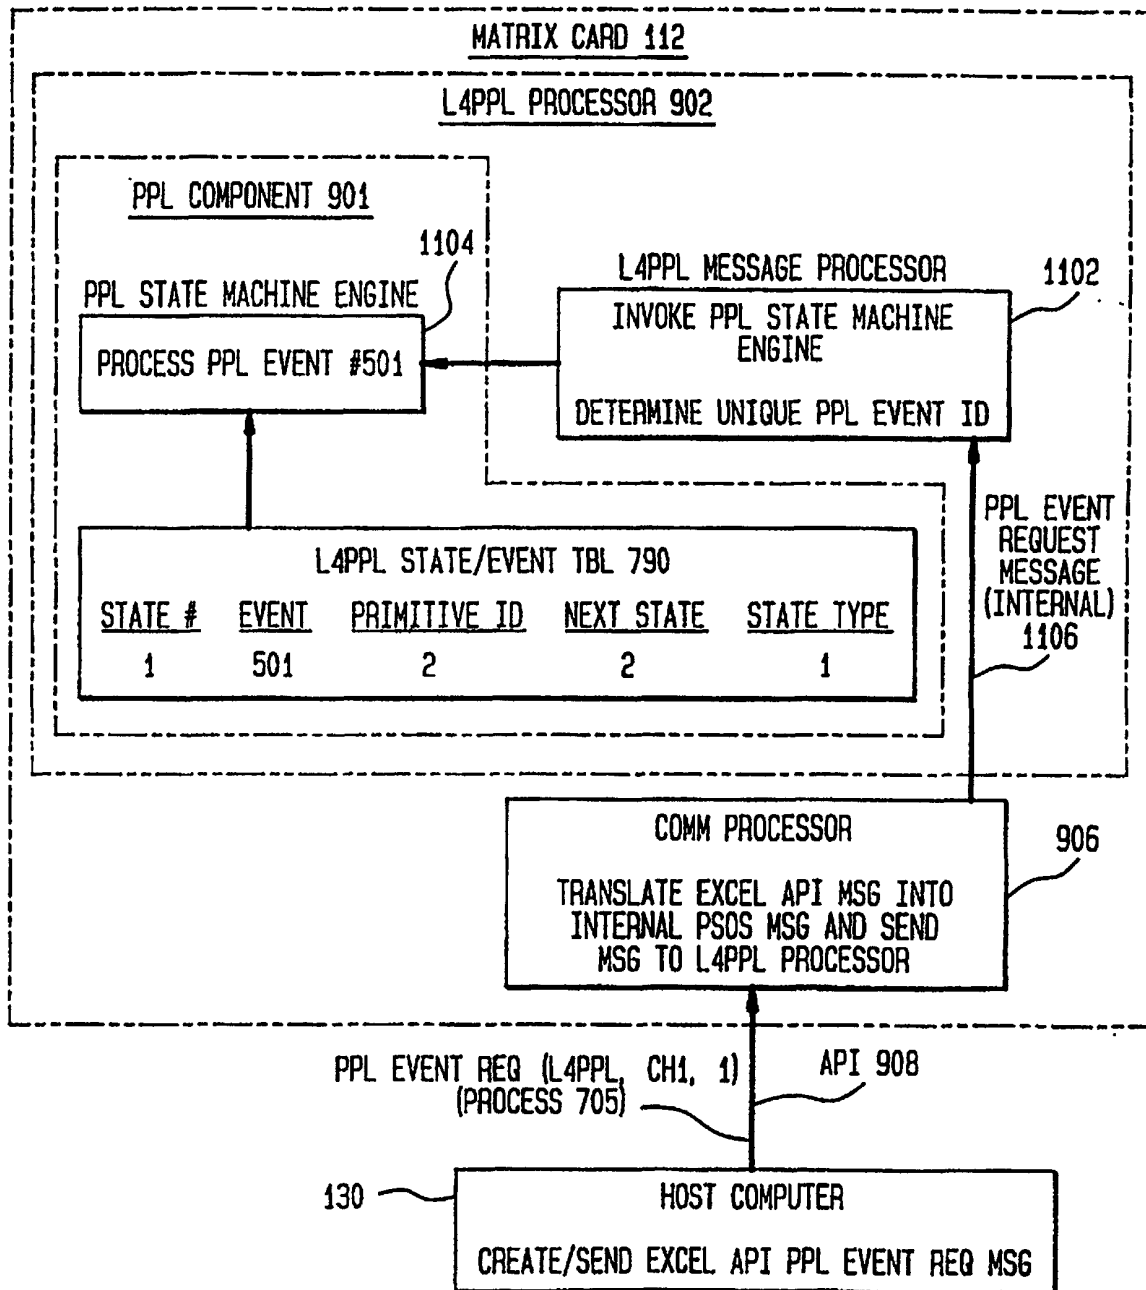 MATRIX CARD 112
L4PPL PROCESSOR 902
PPL COMPONENT 901
1104
PPL STATE MACHINE ENGINE
PROCESS PPL EVENT #501
L4PPL MESSAGE PROCESSOR
1102
INVOKE PPL STATE MACHINE
ENGINE
DETERMINE UNIQUE PPL EVENT ID
PPL EVENT
REQUEST
MESSAGE
(INTERNAL)
1106
L4PPL STATE/EVENT TBL 790
STATE # EVENT PRIMITIVE ID NEXT STATE STATE TYPE
1 501 2 2 1
COMM PROCESSOR
906
TRANSLATE EXCEL API MSG INTO
INTERNAL PSOS MSG AND SEND
MSG TO L4PPL PROCESSOR
PPL EVENT REQ (L4PPL, CH1, 1)
(PROCESS 705)
API 908
130
HOST COMPUTER
CREATE/SEND EXCEL API PPL EVENT REQ MSG